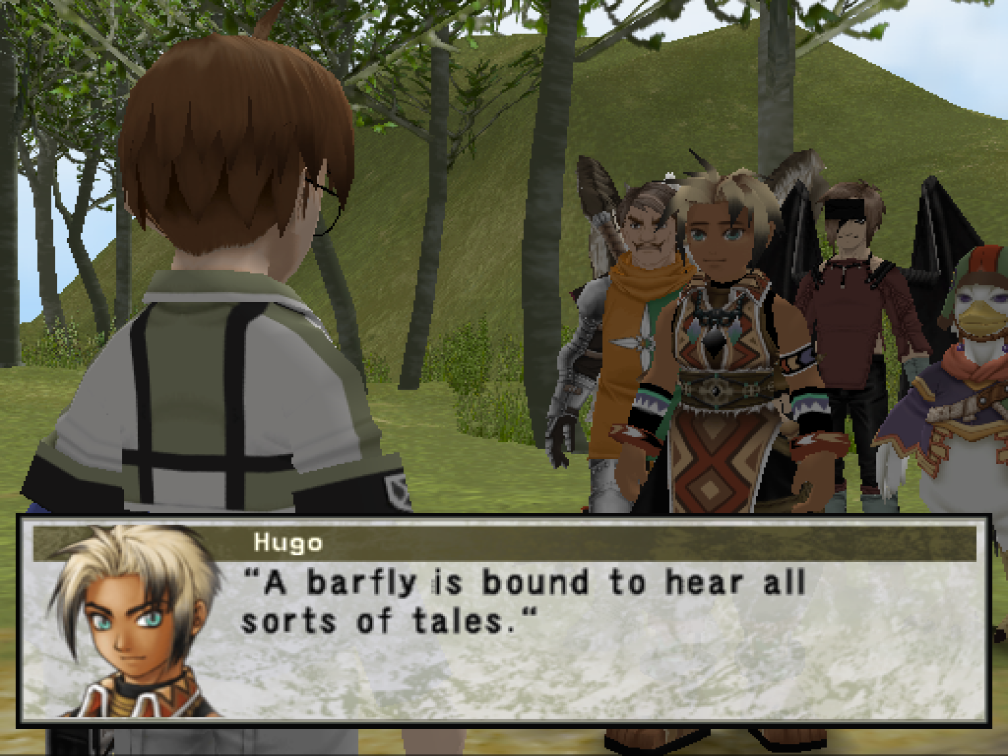 Hugo
“A barfly is bound to hear all
sorts of tales.“